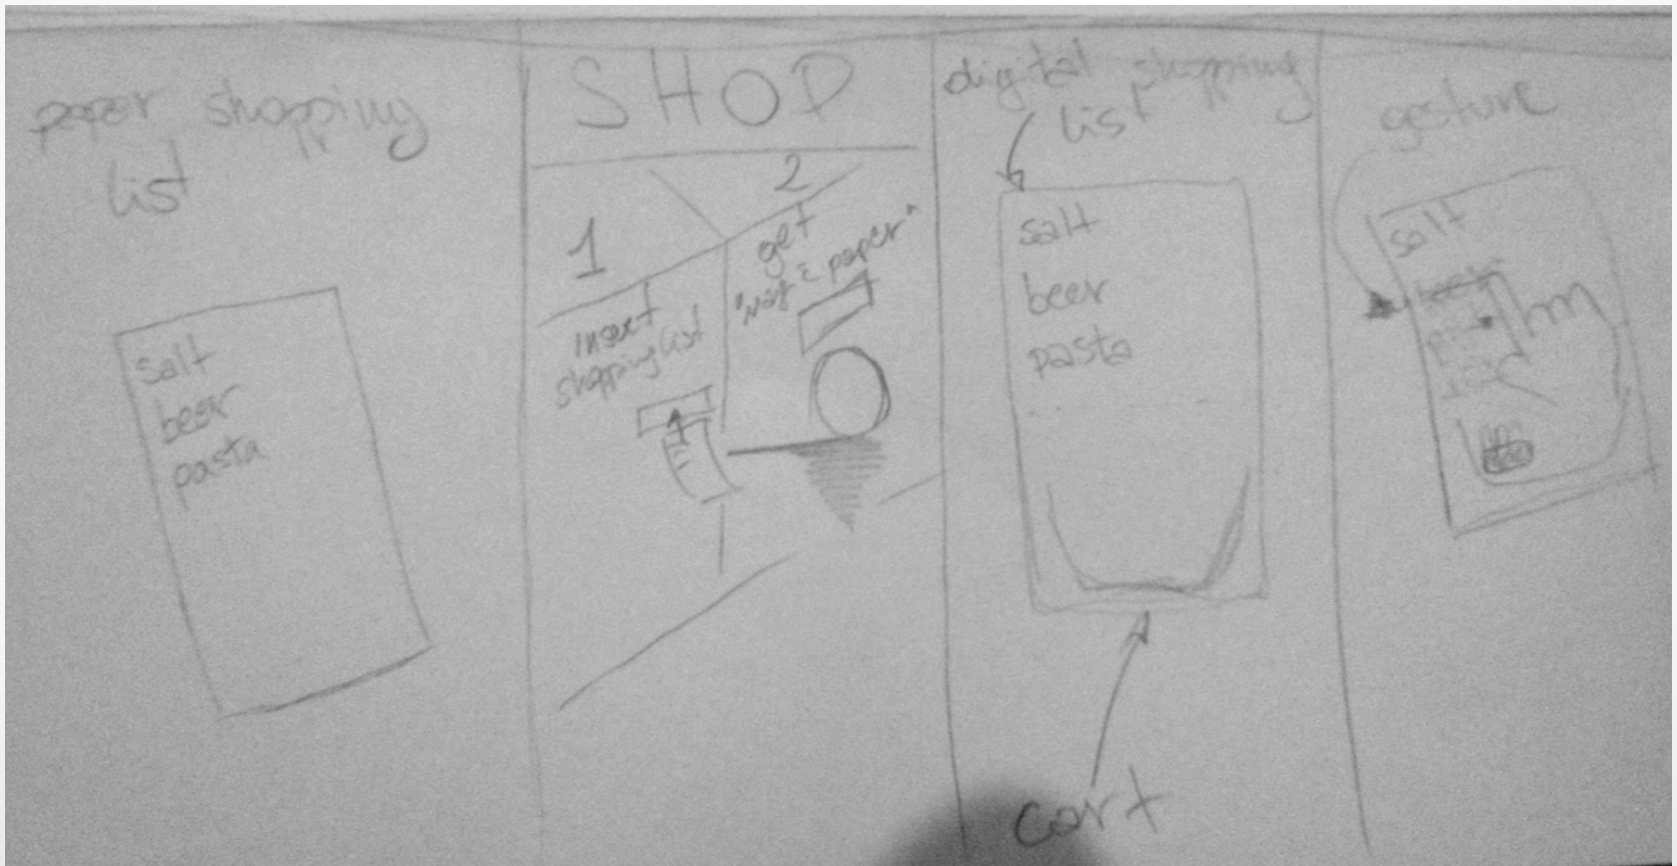 paper shopping
list
salt
beer
pasta
SHOP
1
insert
shopping list
2
get
paper"
digital shopping
list
salt
beer
pasta
cart
gesture
salt